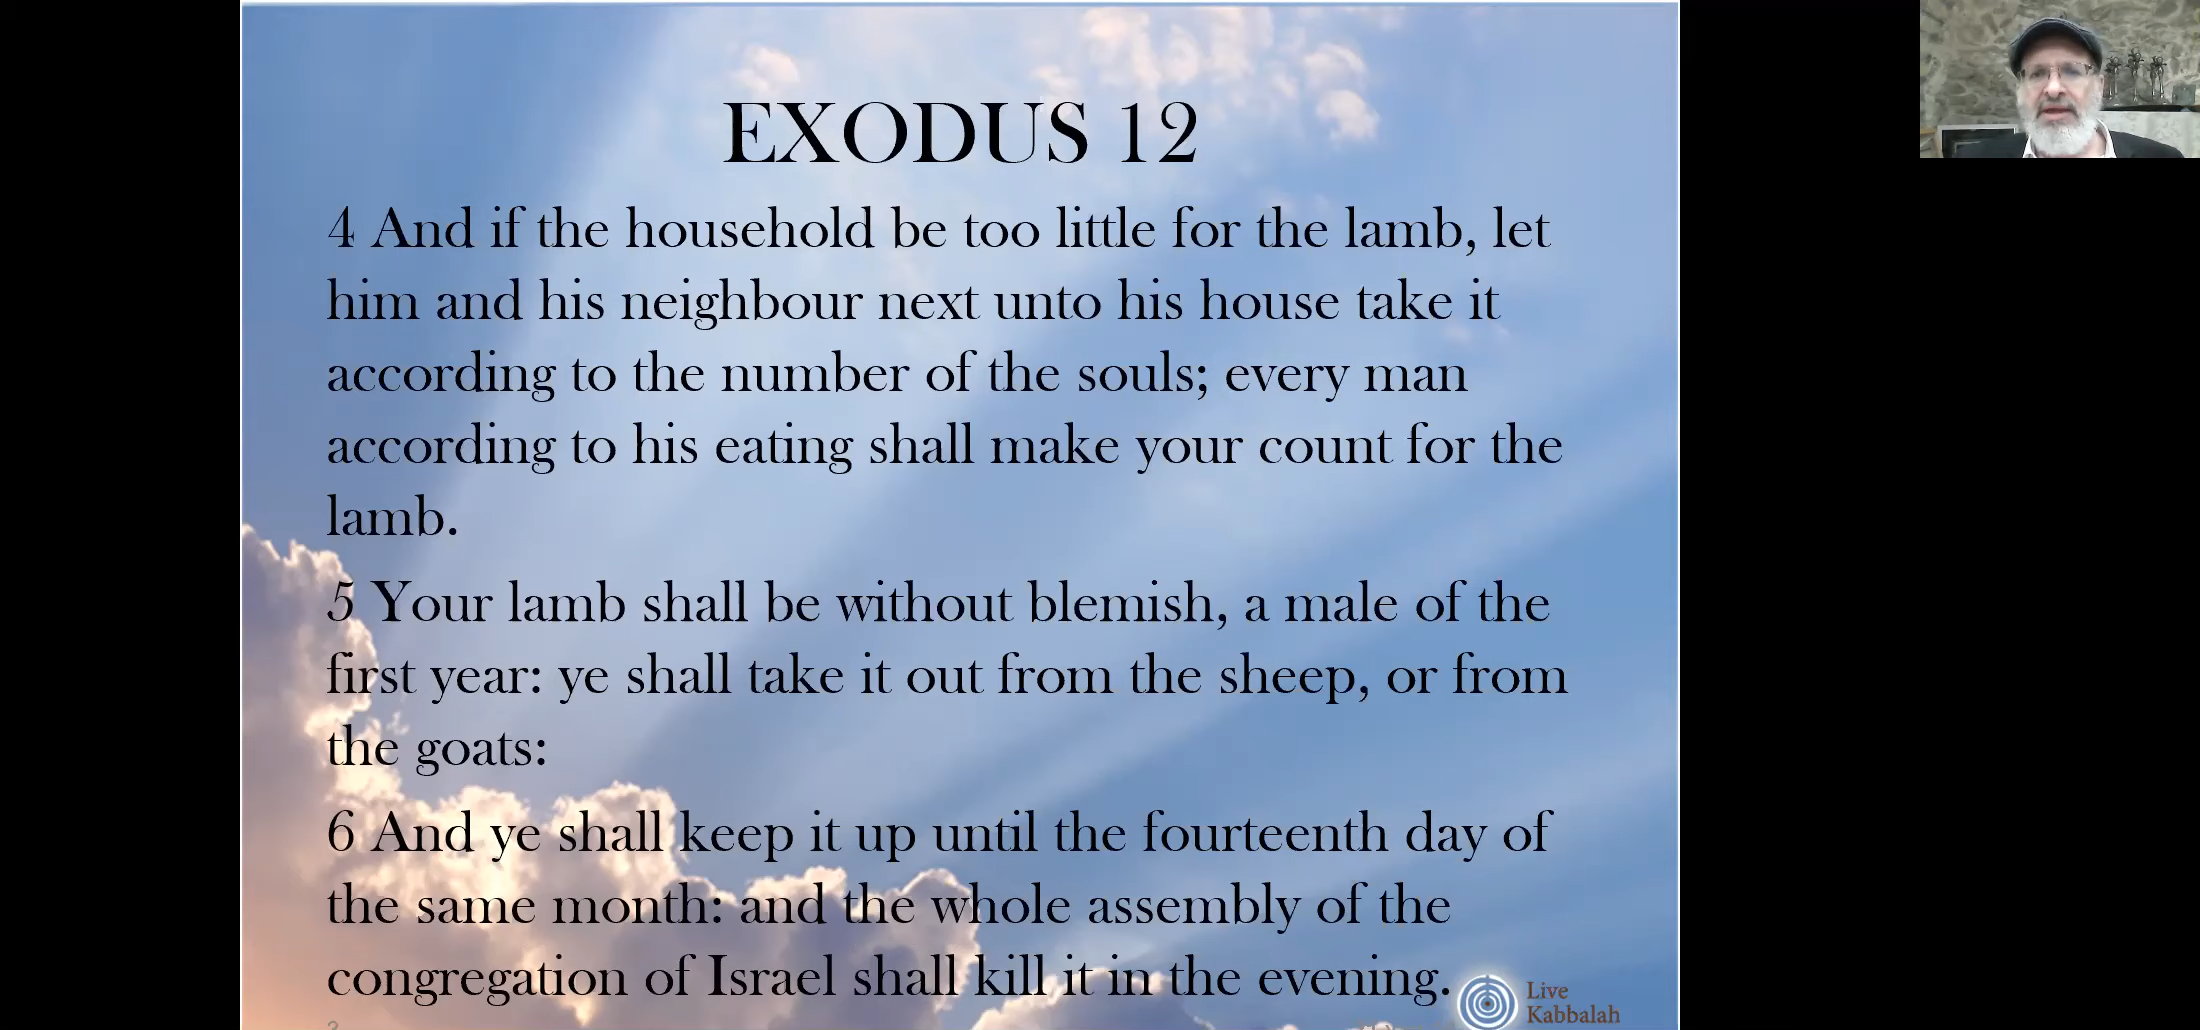 EXODUS 12
4 And if the household be too little for the lamb, let
him and his neighbour next unto his house take it
according to the number of the souls; every man
according to his eating shall make your count for the
lamb.
5 Your lamb shall be without blemish, a male of the
first year: ye shall take it out from the sheep, or from
the goats:
6 And ye shall keep it up until the fourteenth day of
the same month: and the whole assembly of the
congregation of Israel shall kill it in the evening.
Live
Kabbalah